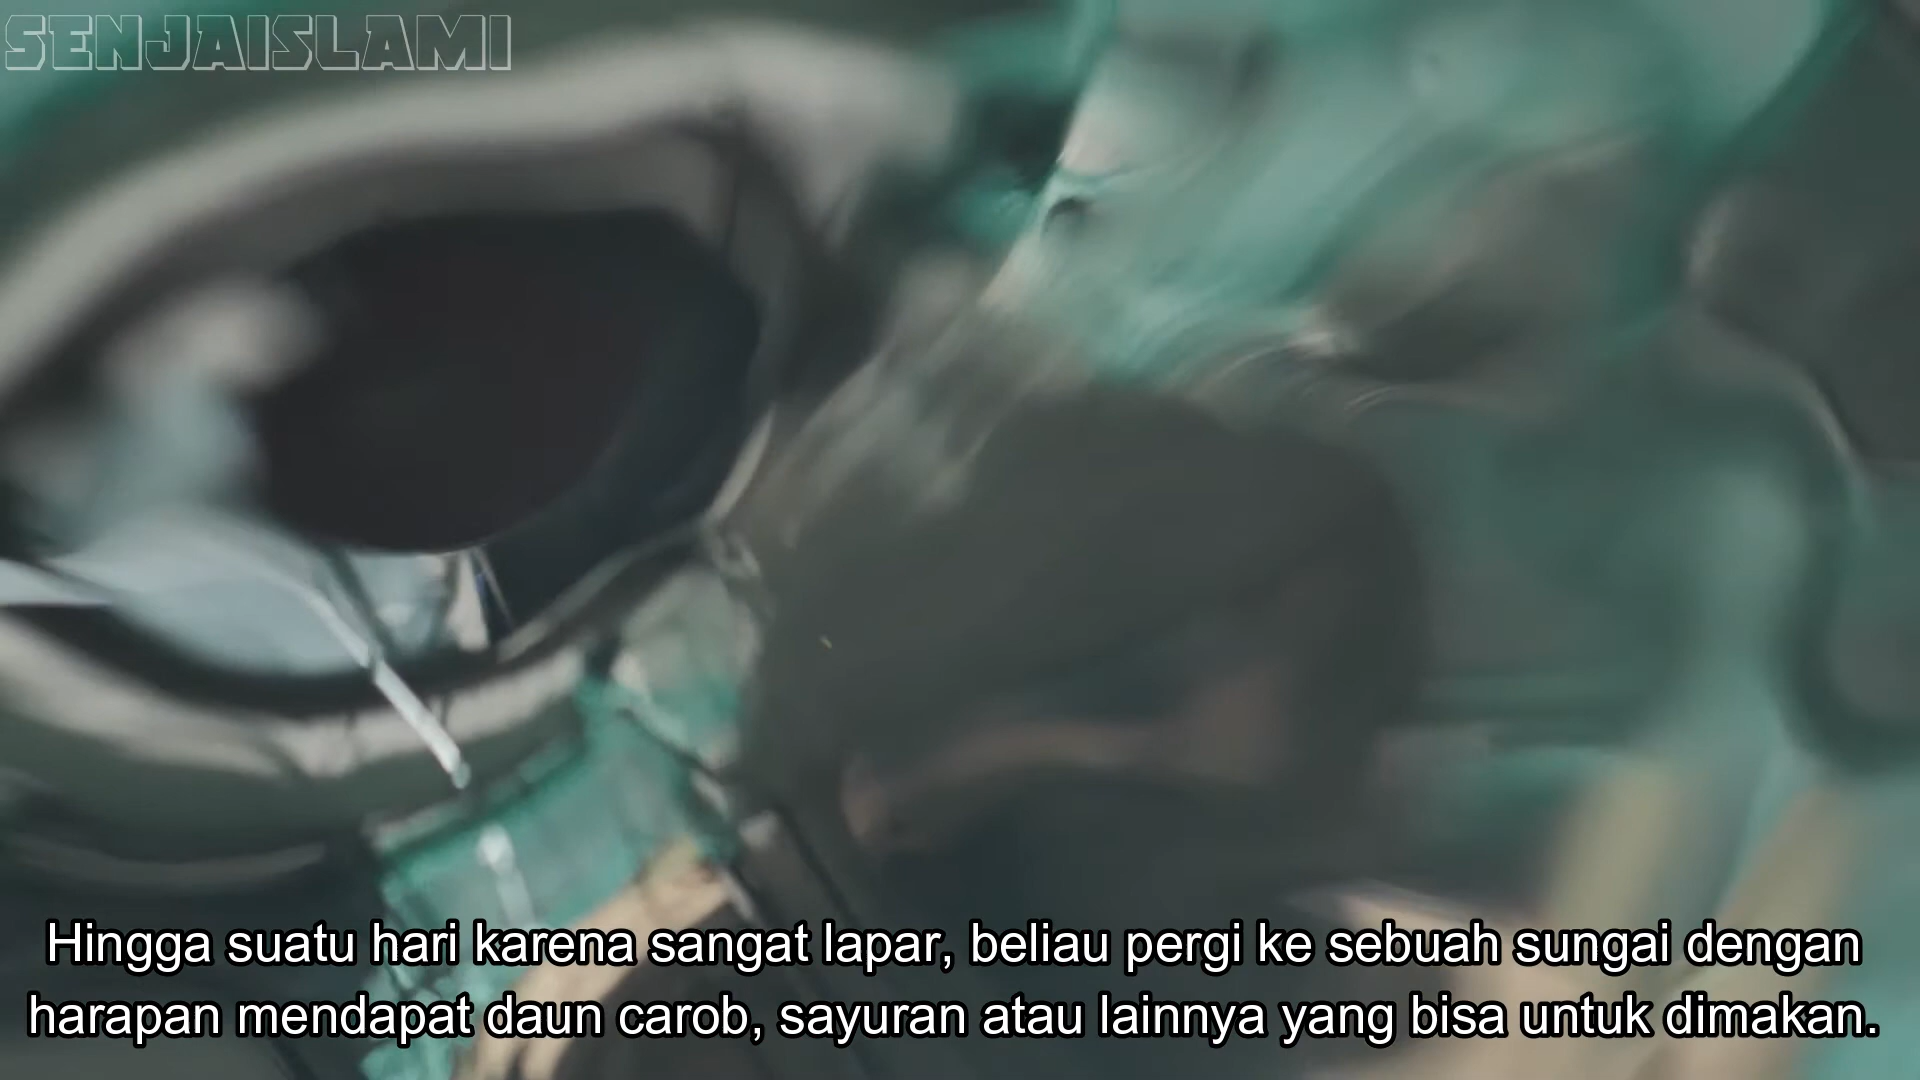 SENJAISLAMI
Hingga suatu hari karena sangat lapar, beliau pergi ke sebuah sungai dengan
harapan mendapat daun carob, sayuran atau lainnya yang bisa untuk dimakan.